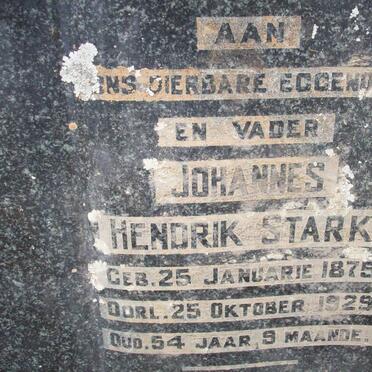 AAN
ONS DIERBARE EGGENO
EN VADER
JOHANNES
HENDRIK STARK
GEB. 25 JANUARIE 1875
OORL. 25 OKTOBER 1929
OUD. 54 JAAR, 9 MAANDE.